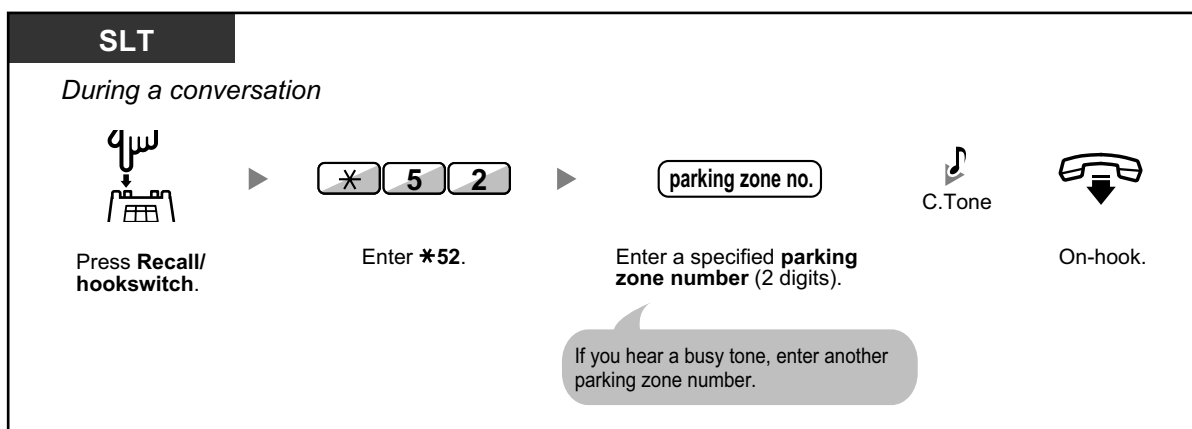 SLT
During a conversation
✕ 5 2
parking zone no.
C.Tone
Press Recall/
hookswitch.
Enter ✕52.
Enter a specified parking
zone number (2 digits).
On-hook.
If you hear a busy tone, enter another
parking zone number.